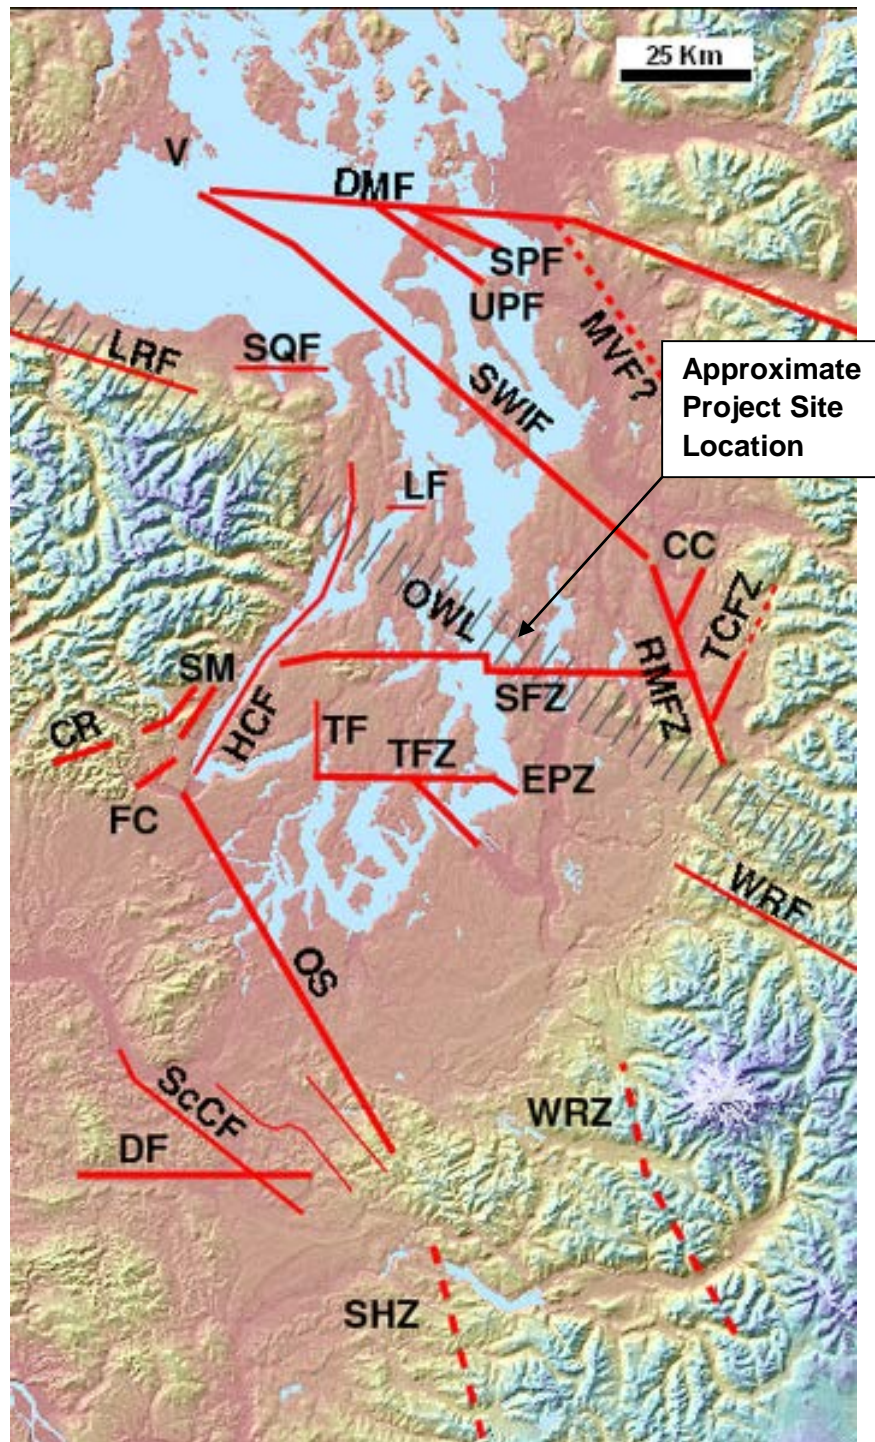 25 Km
V
DMF
SPF
UPF
MVF?
LRF
SQF
SWIF
Approximate
Project Site
Location
LF
CC
OWL
TCFZ
SM
SFZ
RMFZ
CR
HCF
TF
TFZ
EPZ
FC
WRF
OS
ScCF
WRZ
DF
SHZ